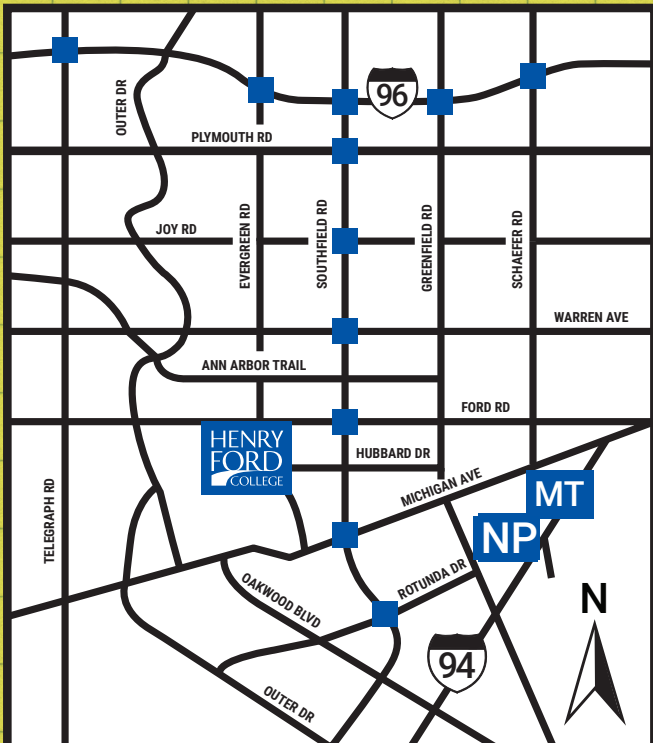 96
OUTER DR
PLYMOUTH RD
JOY RD
EVERGREEN RD
SOUTHFIELD RD
GREENFIELD RD
SCHAEFER RD
WARREN AVE
ANN ARBOR TRAIL
FORD RD
HENRY
FORD
COLLEGE
HUBBARD DR
TELEGRAPH RD
MICHIGAN AVE
MT
NP
OAKWOOD BLVD
ROTUNDA DR
N
94
OUTER DR